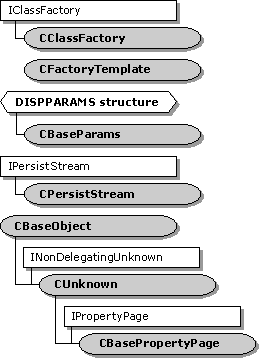 IClassFactory
CClassFactory
CFactoryTemplate
DISPPARAMS structure
CBaseParams
IPersistStream
CPersistStream
CBaseObject
INonDelegatingUnknown
CUnknown
IPropertyPage
CBasePropertyPage